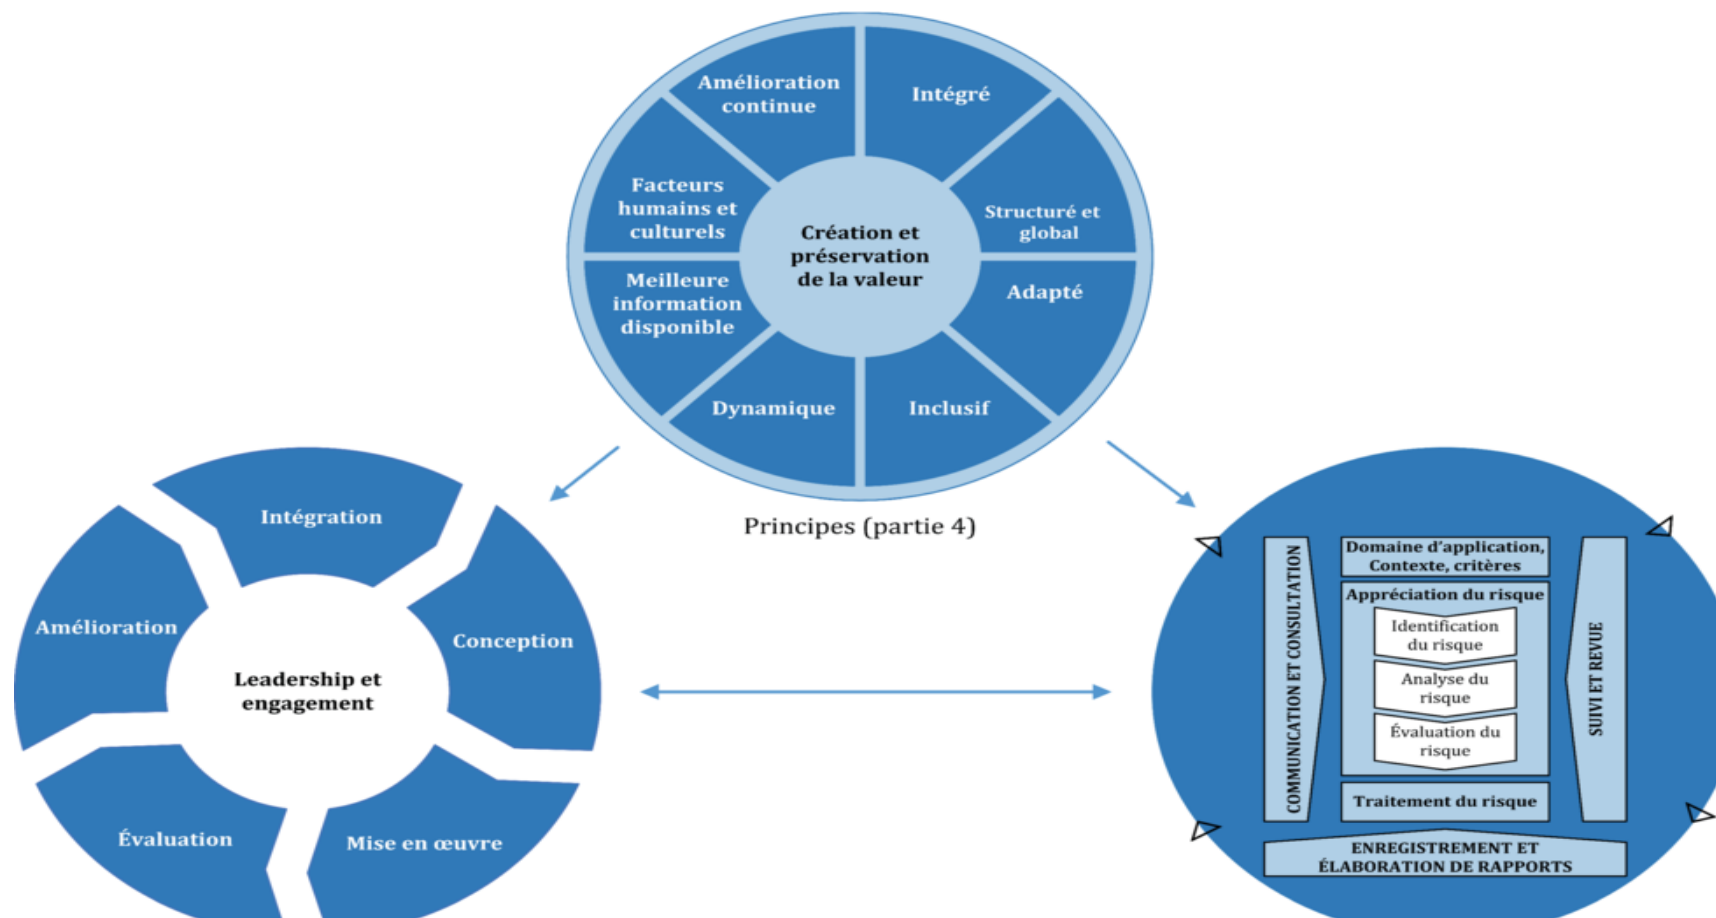 Amélioration
continue
Intégré
Facteurs
humains et
culturels
Structuré et
global
Création et
préservation
de la valeur
Meilleure
information
disponible
Adapté
Dynamique
Inclusif
Principes (partie 4)
Intégration
Amélioration
Conception
Leadership et
engagement
Évaluation
Mise en œuvre
COMMUNICATION ET CONSULTATION
Domaine d’application,
Contexte, critères
Appréciation du risque
Identification
du risque
Analyse du
risque
Évaluation du
risque
Traitement du risque
SUIVI ET REVUE
ENREGISTREMENT ET
ÉLABORATION DE RAPPORTS